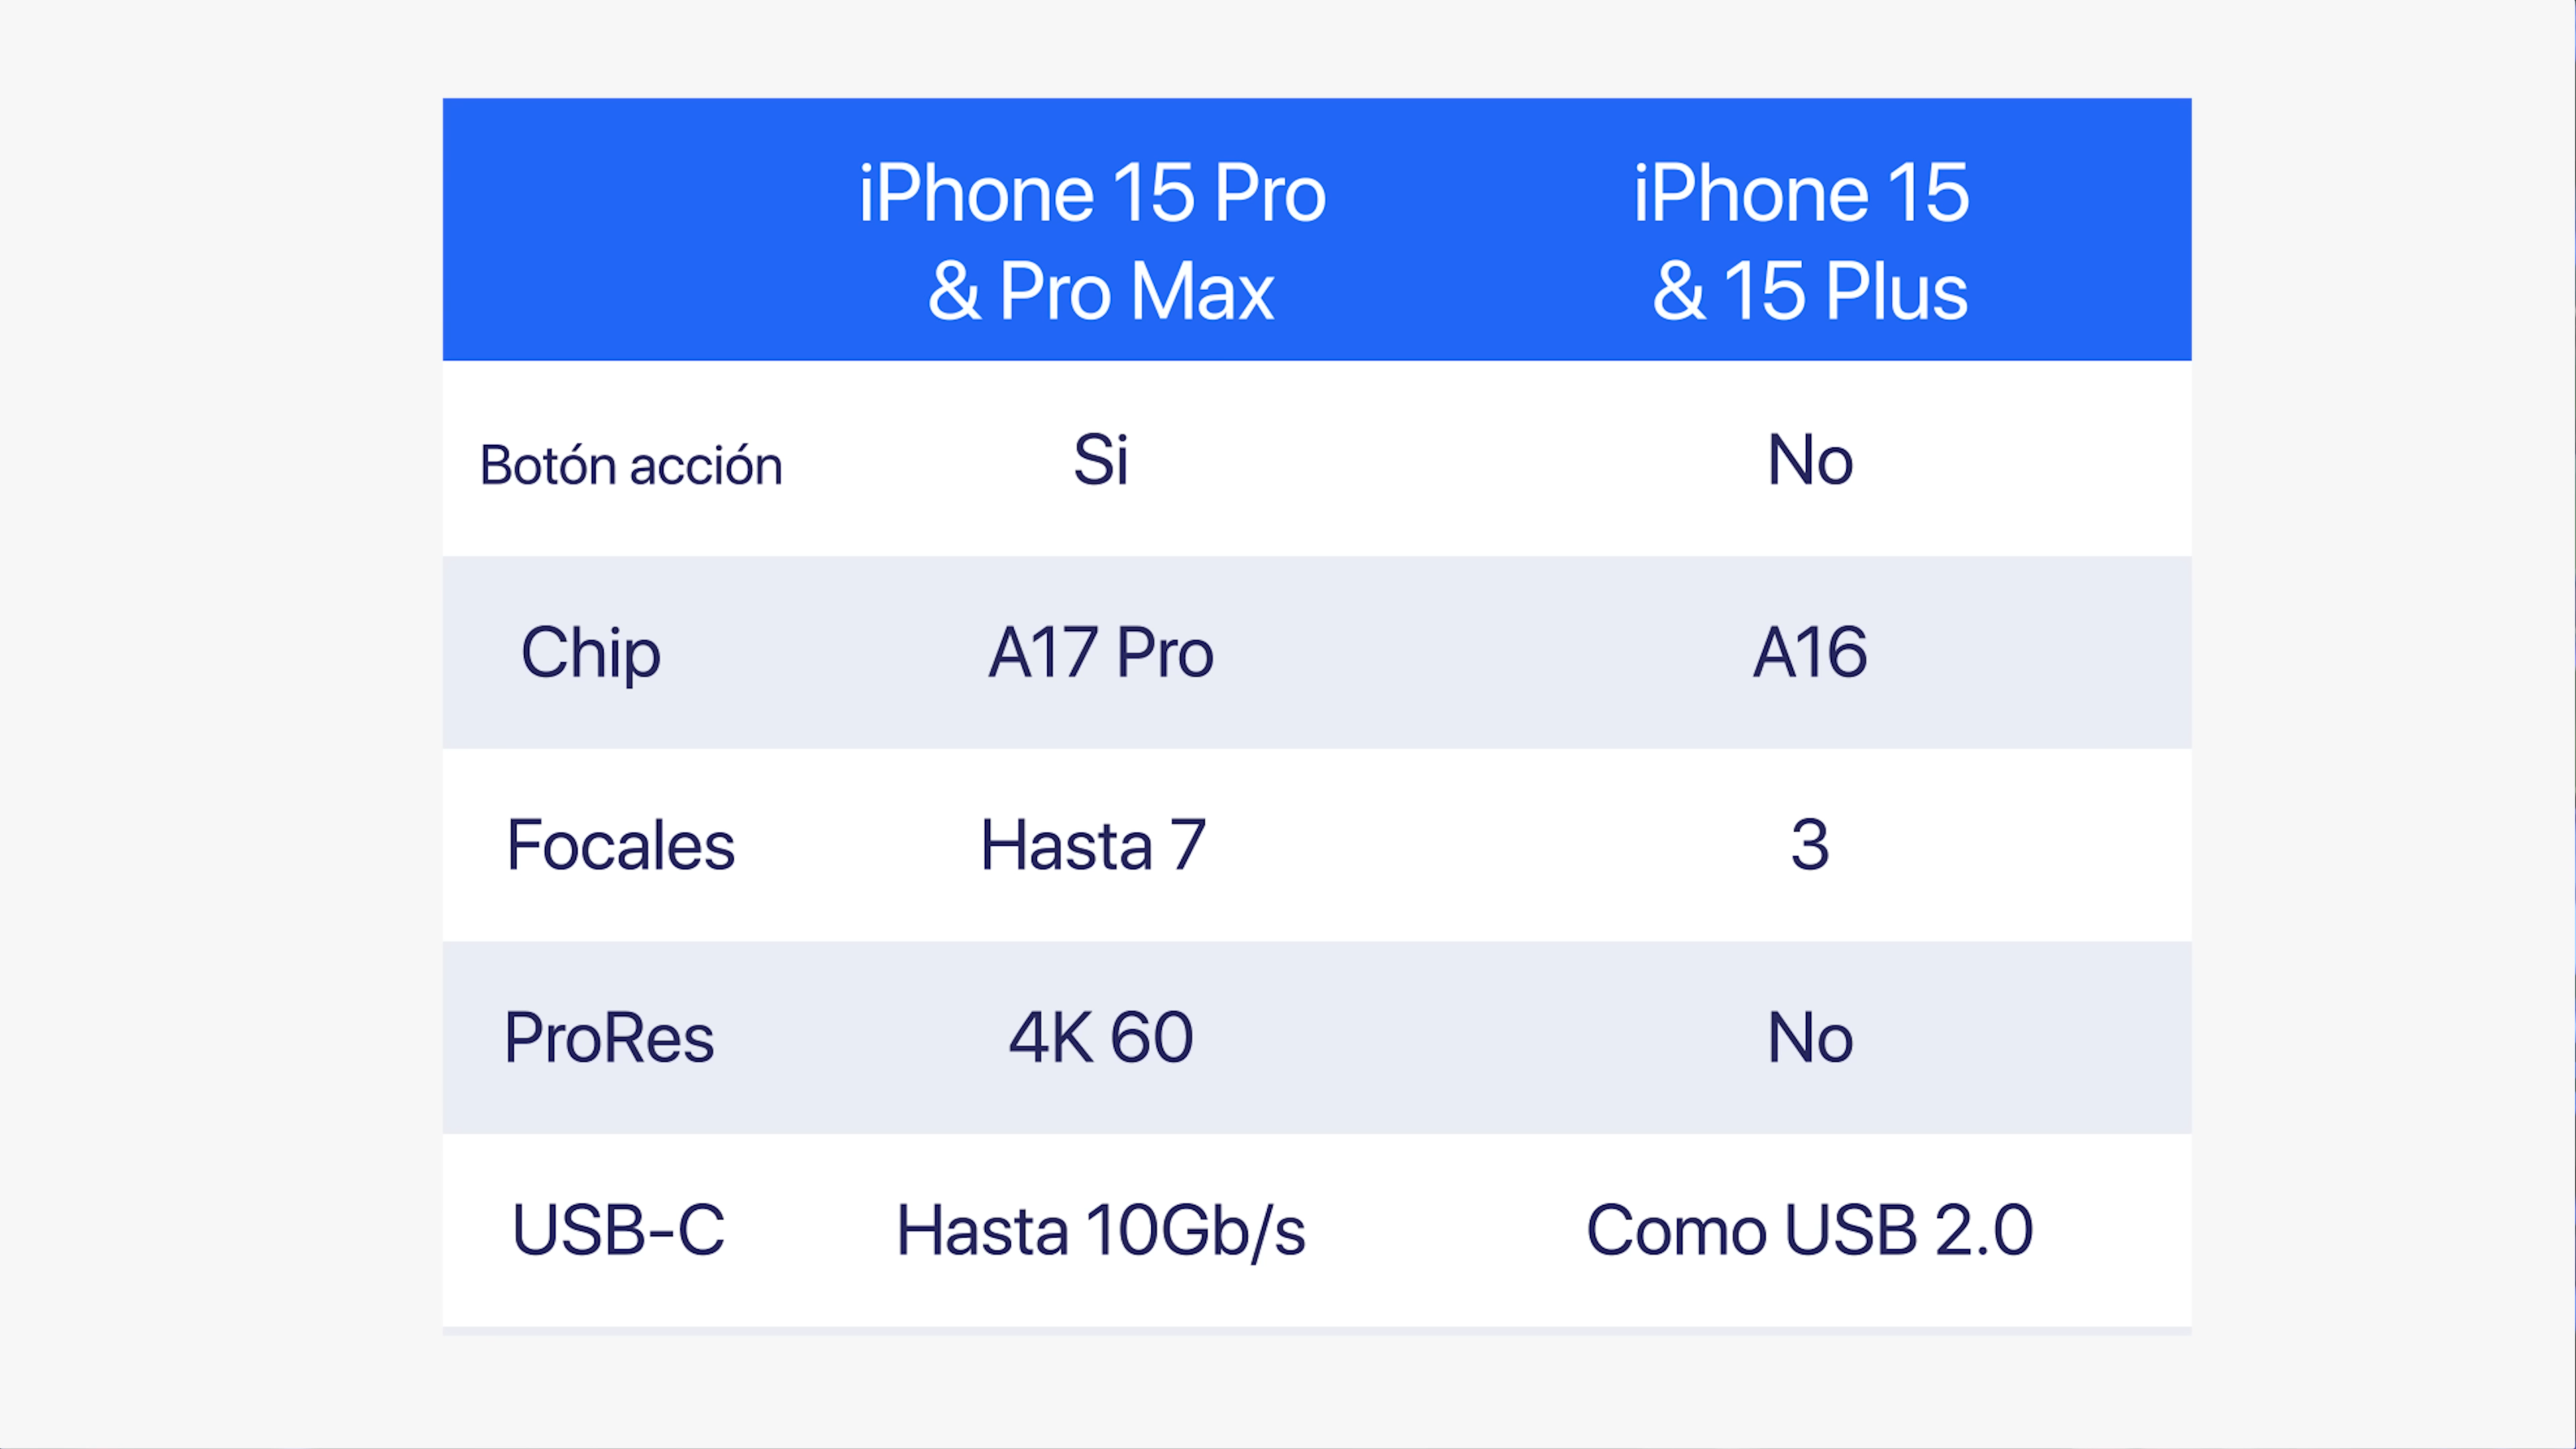 iPhone 15 Pro
& Pro Max
iPhone 15
& 15 Plus
Botón acción Si No
Chip A17 Pro A16
Focales Hasta 7 3
ProRes 4K 60 No
USB-C Hasta 10Gb/s Como USB 2.0